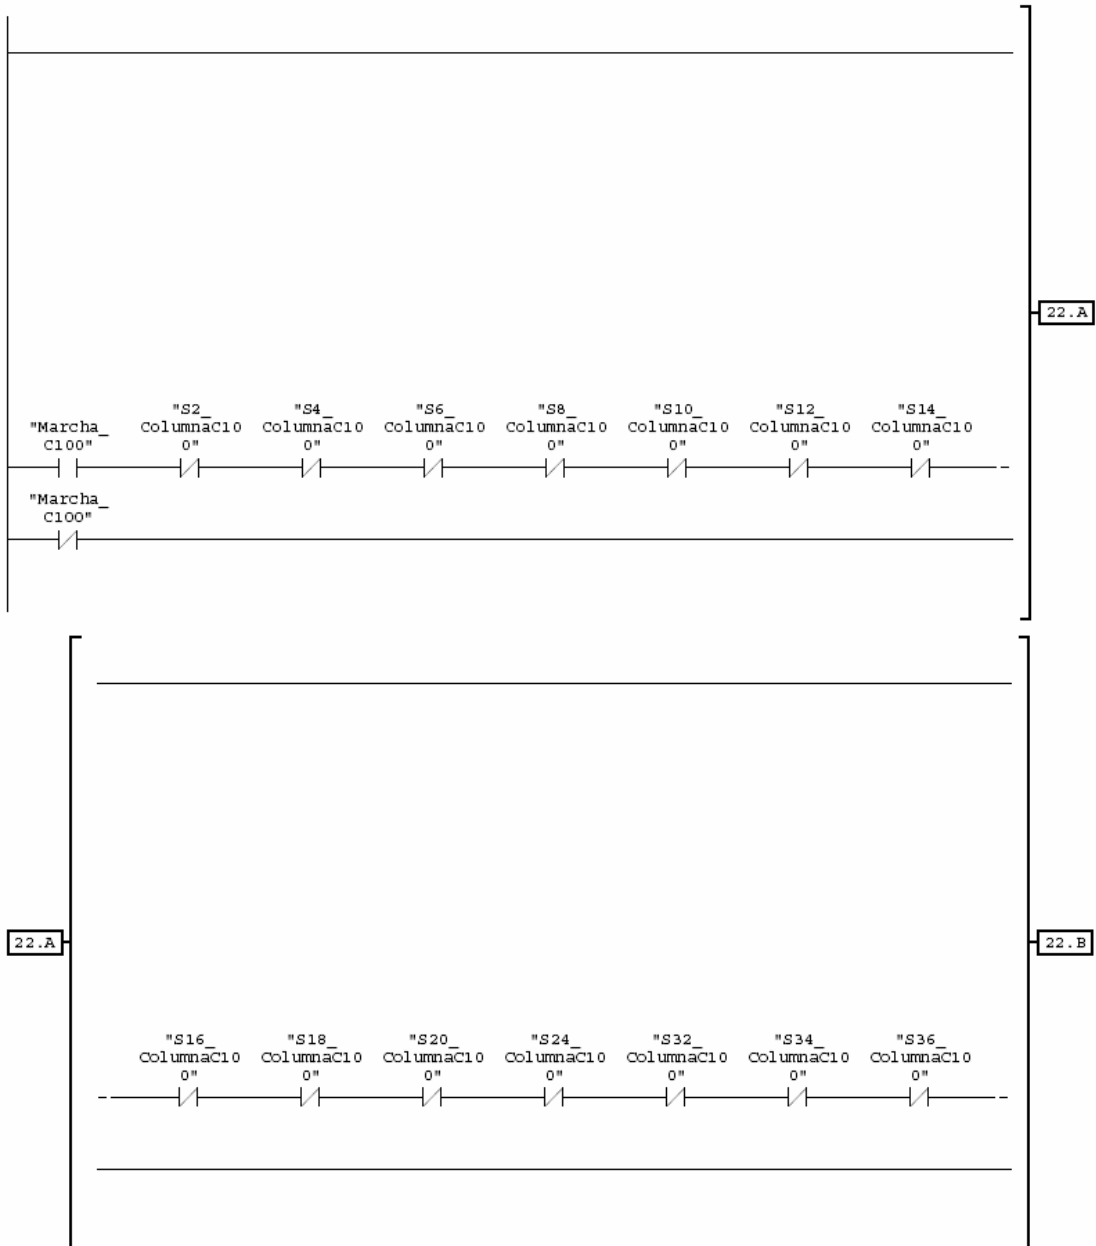 22.A
"S2_ "S4_ "S6_ "S8_ "S10_ "S12_ "S14_
"Marcha_ ColumnaC10 ColumnaC10 ColumnaC10 ColumnaC10 ColumnaC10 ColumnaC10 ColumnaC10
C100" 0" 0" 0" 0" 0" 0" 0"
"Marcha_
C100"
22.A
22.B
"S16_ "S18_ "S20_ "S24_ "S32_ "S34_ "S36_
ColumnaC10 ColumnaC10 ColumnaC10 ColumnaC10 ColumnaC10 ColumnaC10 ColumnaC10
0" 0" 0" 0" 0" 0" 0"